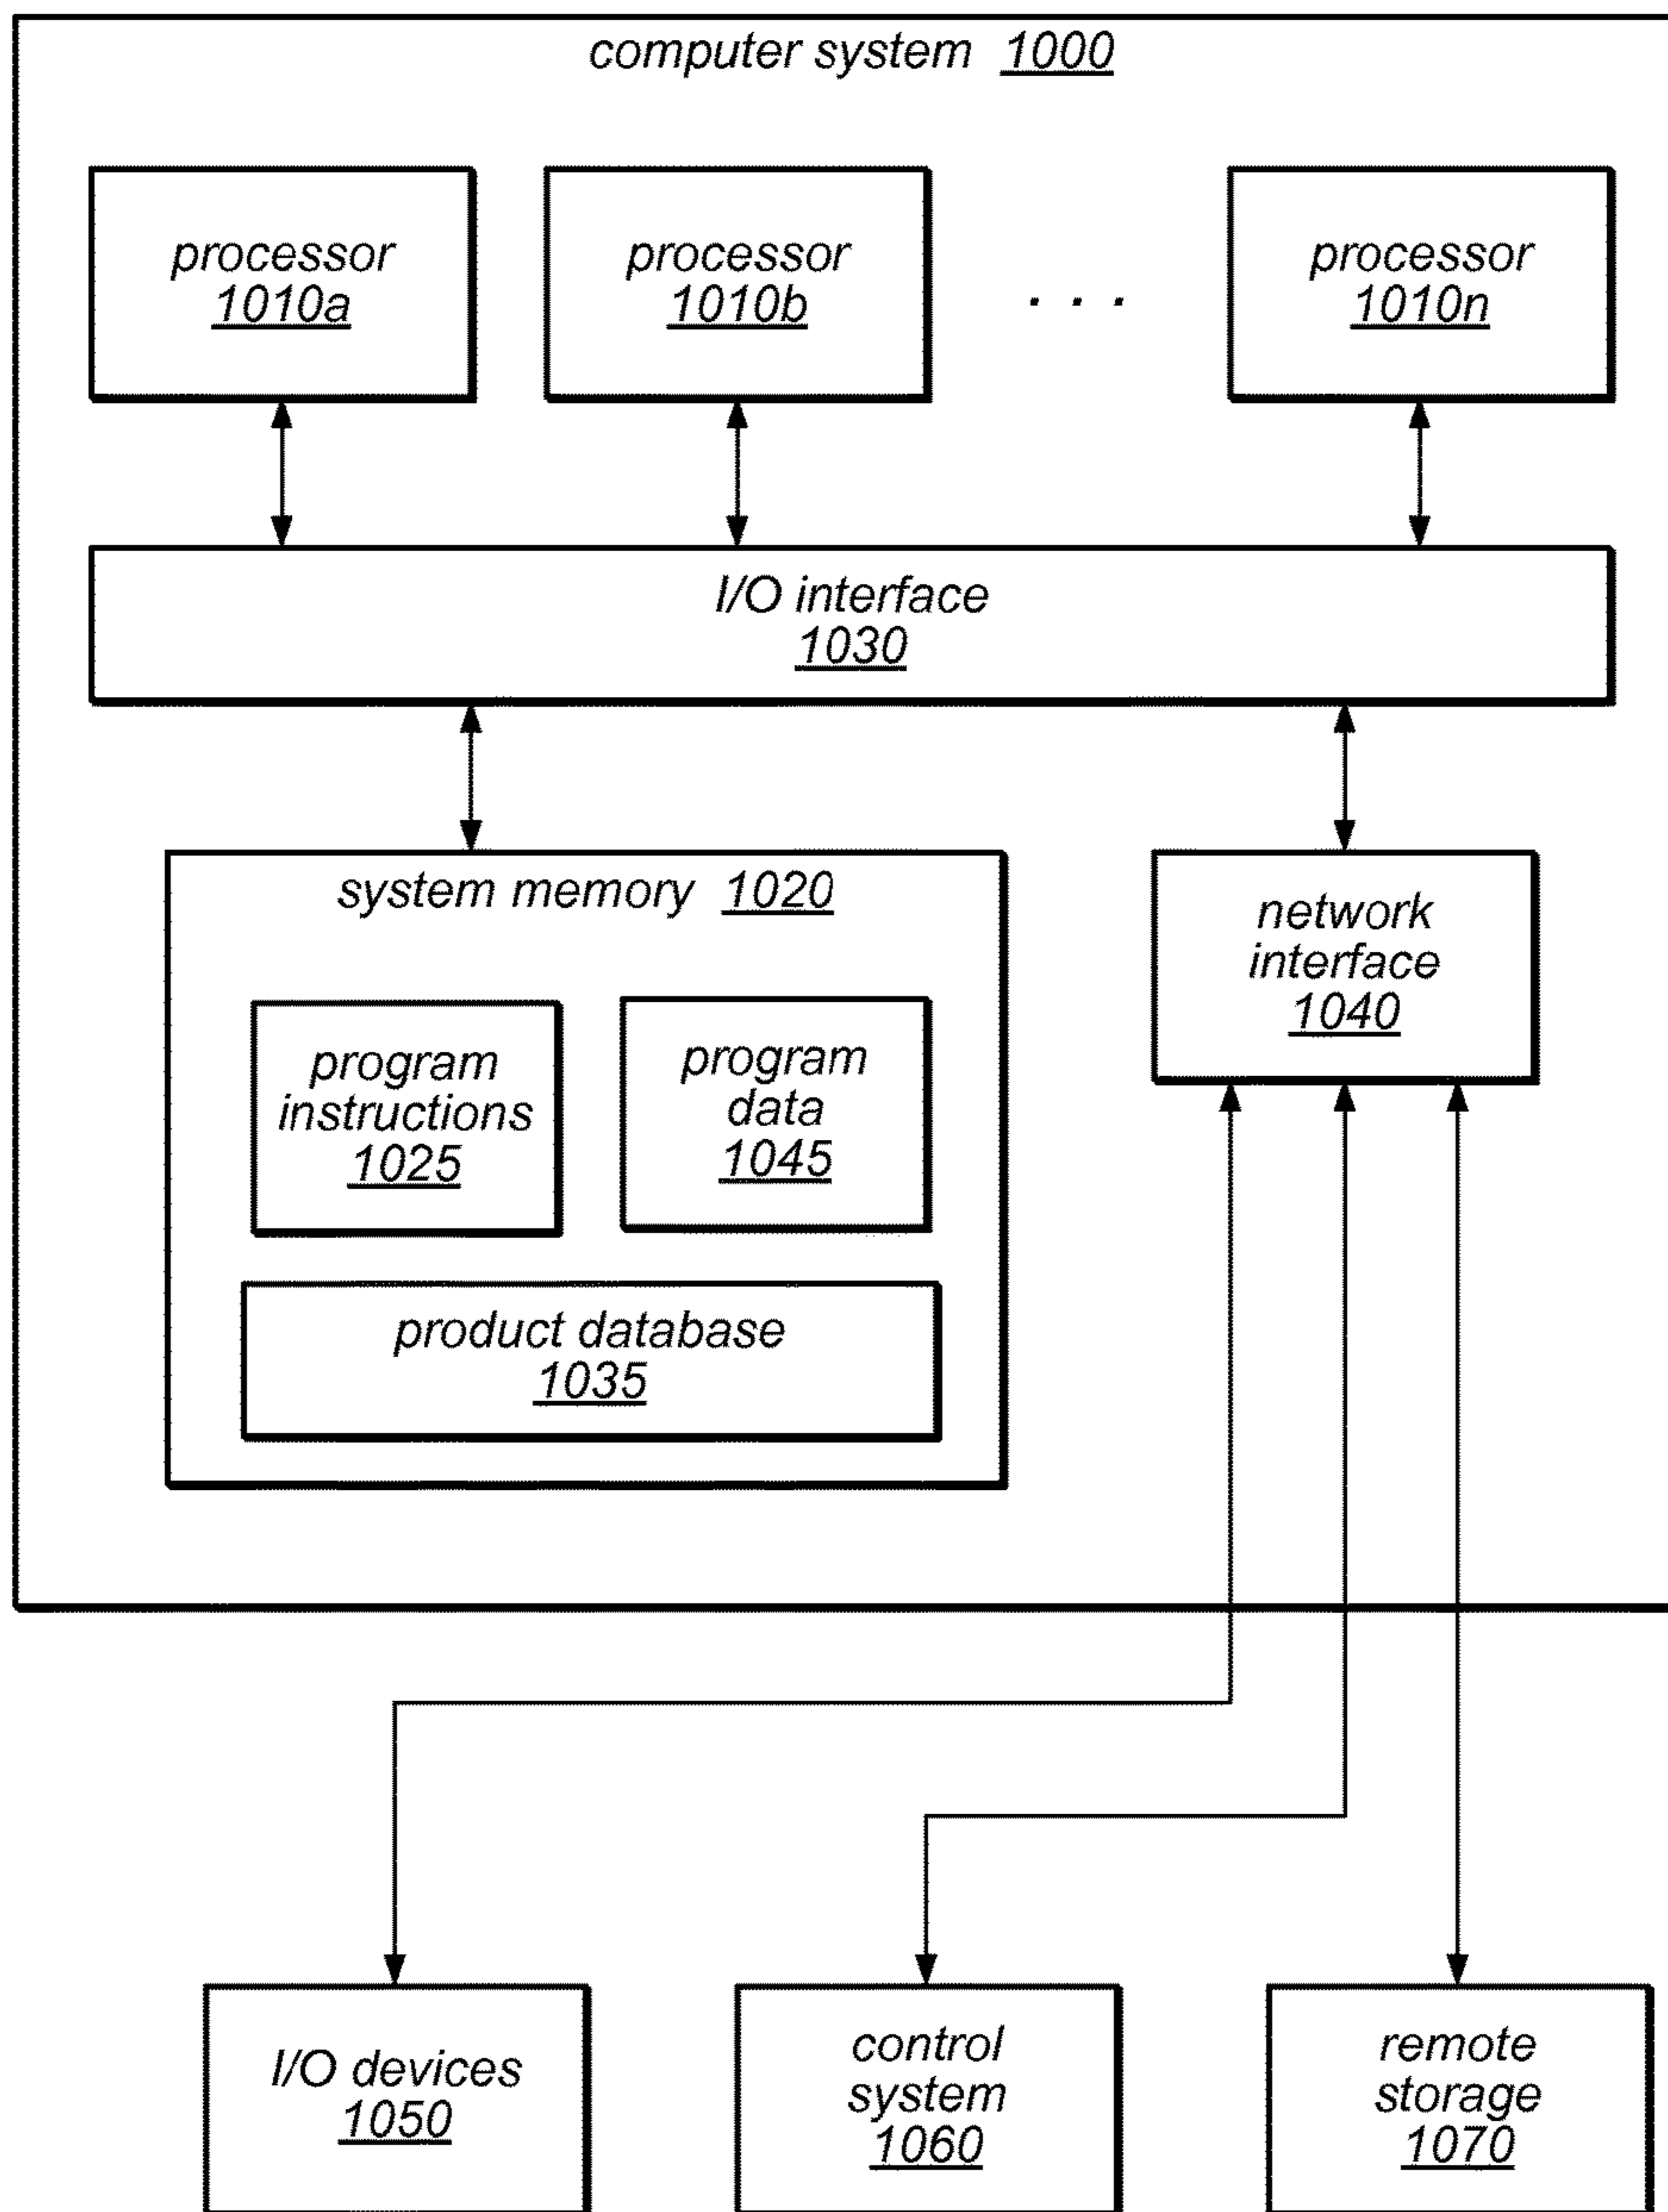 computer system 1000
processor
1010a
processor
1010b
. . .
processor
1010n
I/O interface
1030
system memory 1020
program
instructions
1025
program
data
1045
product database
1035
network
interface
1040
I/O devices
1050
control
system
1060
remote
storage
1070